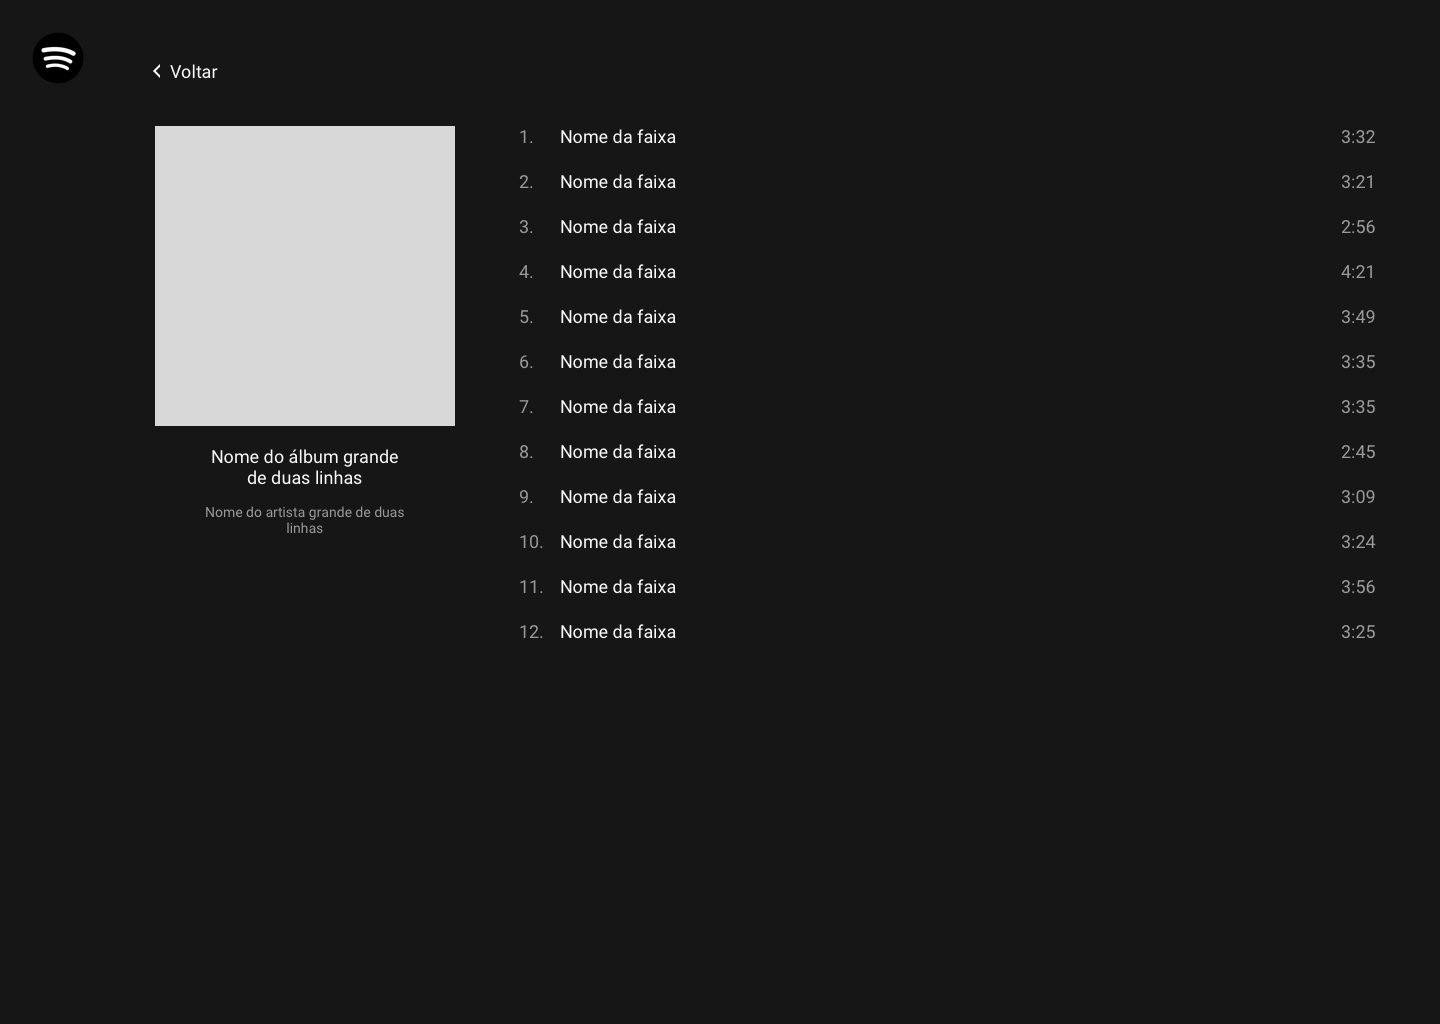 Voltar
Nome do álbum grande
de duas linhas
Nome do artista grande de duas
linhas
1. Nome da faixa 3:32
2. Nome da faixa 3:21
3. Nome da faixa 2:56
4. Nome da faixa 4:21
5. Nome da faixa 3:49
6. Nome da faixa 3:35
7. Nome da faixa 3:35
8. Nome da faixa 2:45
9. Nome da faixa 3:09
10. Nome da faixa 3:24
11. Nome da faixa 3:56
12. Nome da faixa 3:25